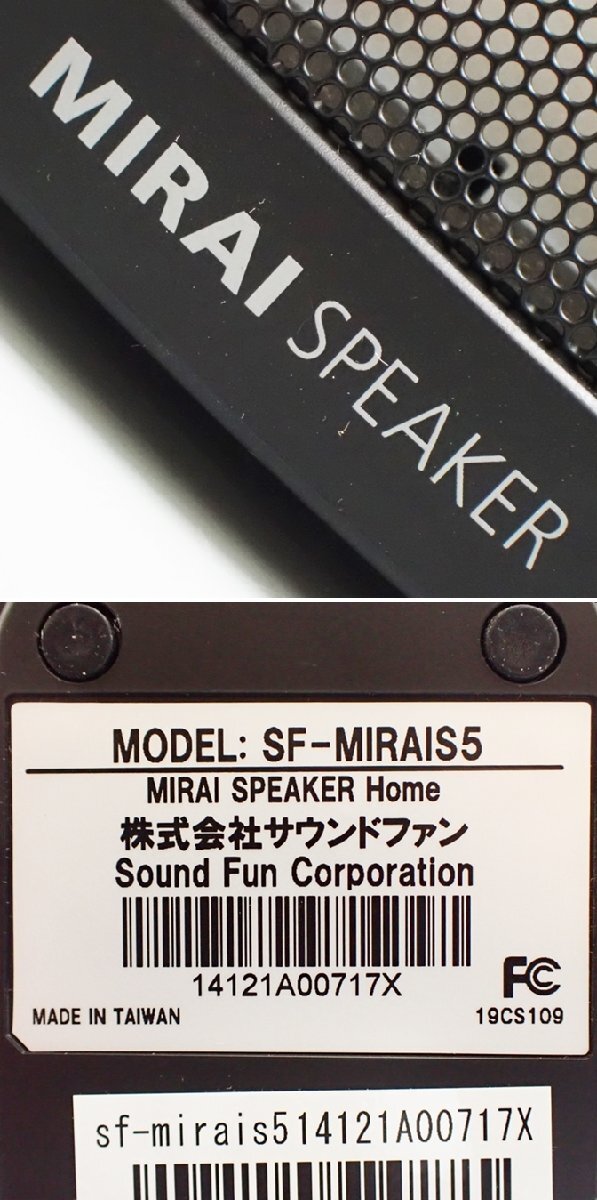 MIRAI SPEAKER
MODEL: SF-MIRAIS5
MIRAI SPEAKER Home
株式会社サウンドファン
Sound Fun Corporation
14121A00717X
FC
MADE IN TAIWAN
19CS109
sf-mirais514121A00717X